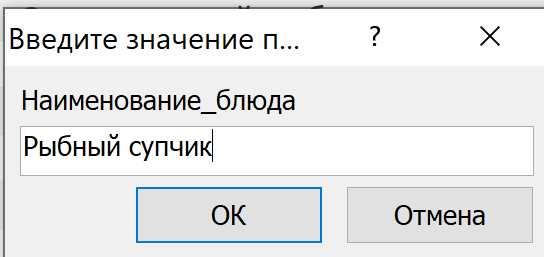 Введите значение п... ?
Наименование_блюда
Рыбный супчик
ОК Отмена